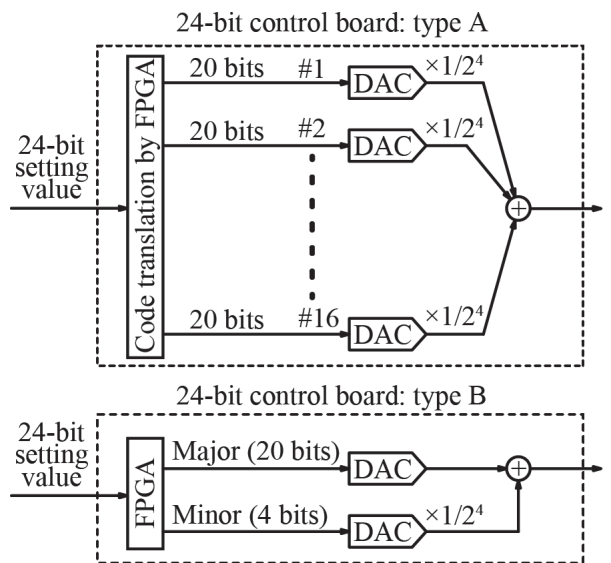 24-bit control board: type A
24-bit
setting
value
Code translation by FPGA
20 bits #1 DAC ×1/2⁴
20 bits #2 DAC ×1/2⁴
+
20 bits #16 DAC ×1/2⁴
24-bit control board: type B
24-bit
setting
value
FPGA
Major (20 bits) DAC +
Minor (4 bits) DAC ×1/2⁴